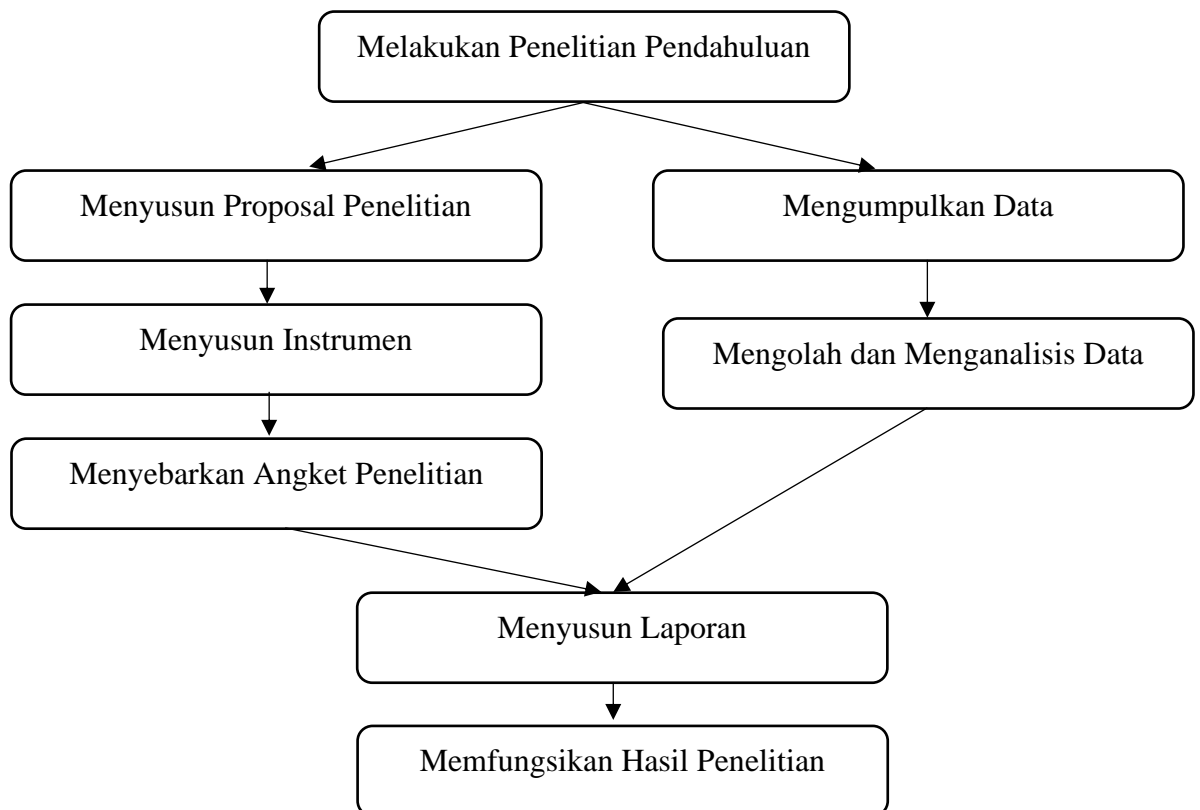 Melakukan Penelitian Pendahuluan
Menyusun Proposal Penelitian
Mengumpulkan Data
Menyusun Instrumen
Mengolah dan Menganalisis Data
Menyebarkan Angket Penelitian
Menyusun Laporan
Memfungsikan Hasil Penelitian